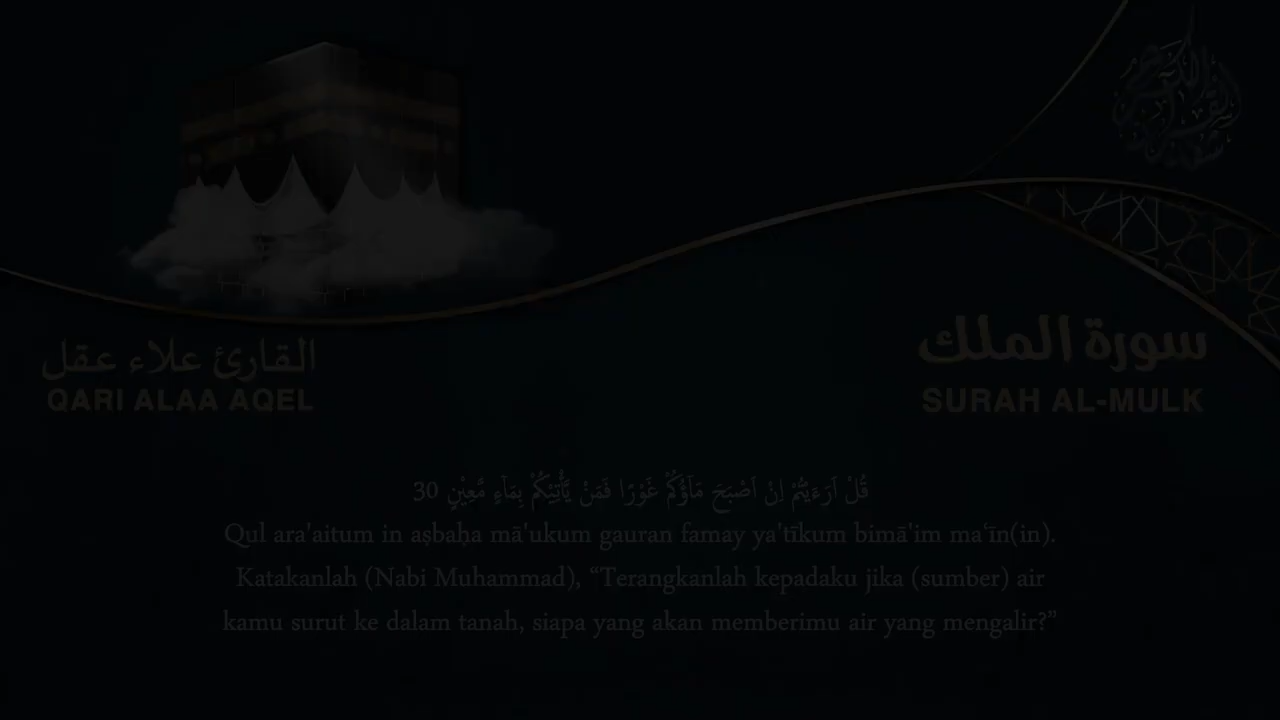 القارئ علاء عقل
QARI ALAA AQEL
سورة الملك
SURAH AL-MULK
قُلْ اَرَءَيْتُمْ اِنْ اَصْبَحَ مَاۤؤُكُمْ غَوْرًا فَمَنْ يَّأْتِيْكُمْ بِمَاۤءٍ مَّعِيْنٍ 30
Qul ara'aitum in aṣbaḥa mā'ukum gauran famay ya'tīkum bimā'im ma‘īn(in).
Katakanlah (Nabi Muhammad), “Terangkanlah kepadaku jika (sumber) air
kamu surut ke dalam tanah, siapa yang akan memberimu air yang mengalir?”